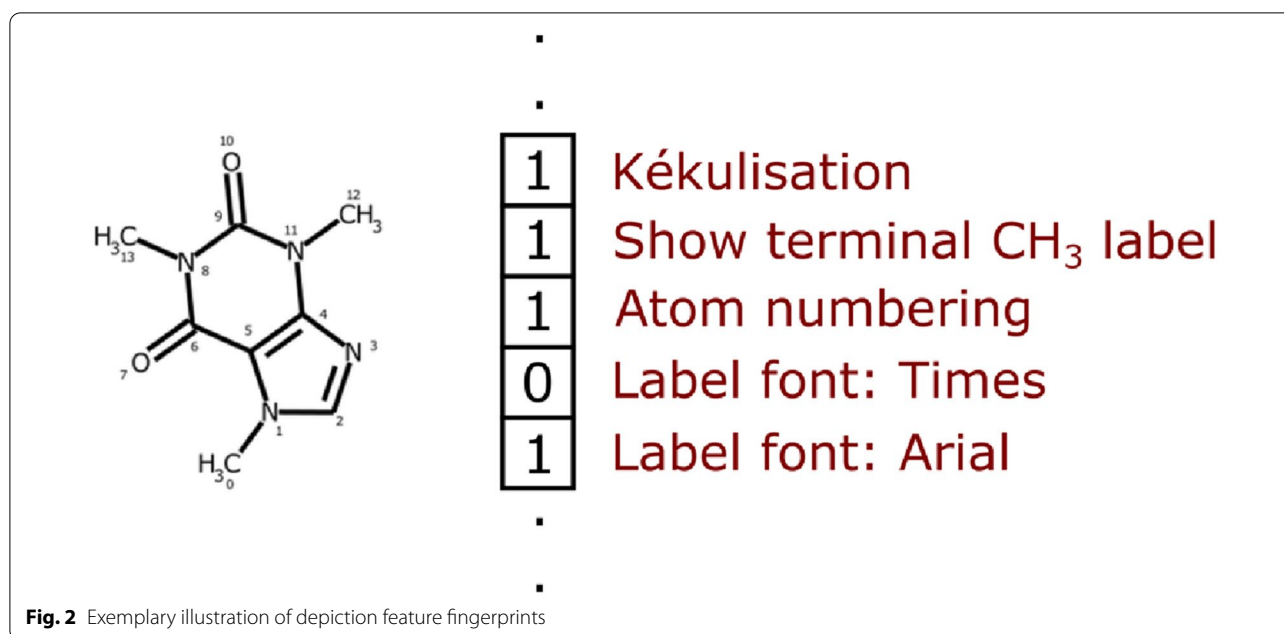 10
O
12
CH3
9
11
H3C
13
N
N
8
4
5
N 3
6
O
7
N
1
2
H3C
0
1 Kékulisation
1 Show terminal CH3 label
1 Atom numbering
0 Label font: Times
1 Label font: Arial
Fig. 2 Exemplary illustration of depiction feature fingerprints